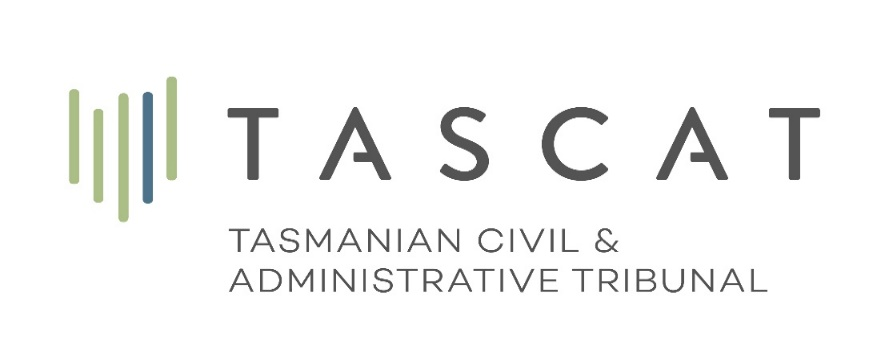 TASCAT
TASMANIAN CIVIL &
ADMINISTRATIVE TRIBUNAL